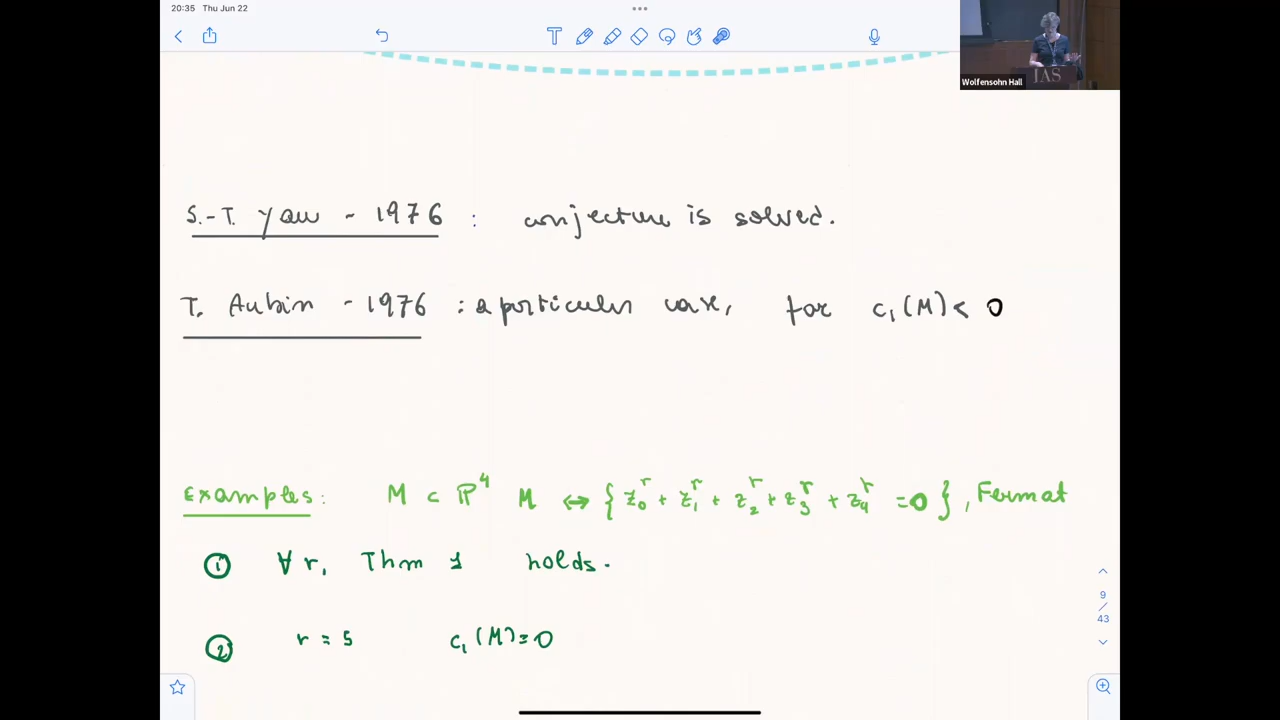 20:35 Thu Jun 22
Wolfensohn Hall
IAS
S.-T. Yau - 1976 : conjecture is solved.
T. Aubin - 1976 : a particular case, for c₁(M) < 0
Examples: M ⊂ ℙ⁴ M ↔ { z₀ʳ + z₁ʳ + z₂ʳ + z₃ʳ + z₄ʳ = 0 }, Fermat
① ∀ r, Thm 1 holds.
② r = 5 c₁(M) = 0
9
/
43